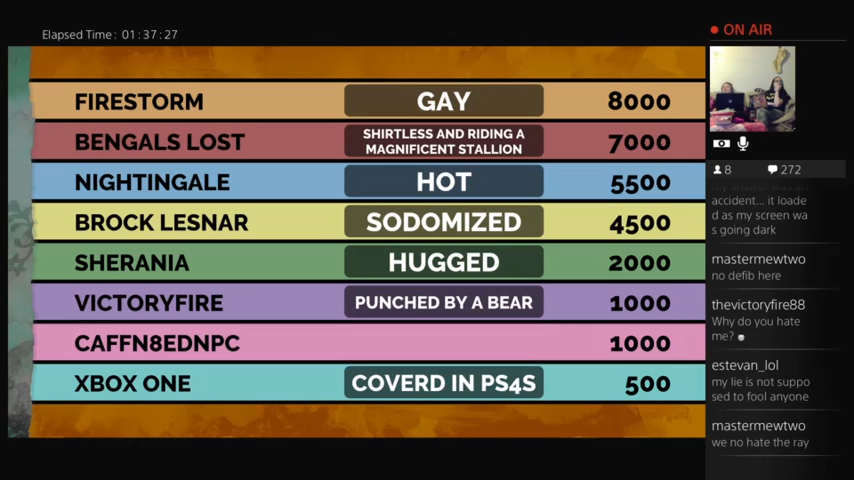 Elapsed Time : 01:37:27
ON AIR
FIRESTORM GAY 8000
BENGALS LOST SHIRTLESS AND RIDING A
MAGNIFICENT STALLION 7000
NIGHTINGALE HOT 5500
BROCK LESNAR SODOMIZED 4500
SHERANIA HUGGED 2000
VICTORYFIRE PUNCHED BY A BEAR 1000
CAFFN8EDNPC 1000
XBOX ONE COVERD IN PS4S 500
8 272
my answer was an
accident... it loade
d as my screen wa
s going dark
mastermewtwo
no defib here
thevictoryfire88
Why do you hate
me?
estevan_lol
my lie is not suppo
sed to fool anyone
mastermewtwo
we no hate the ray